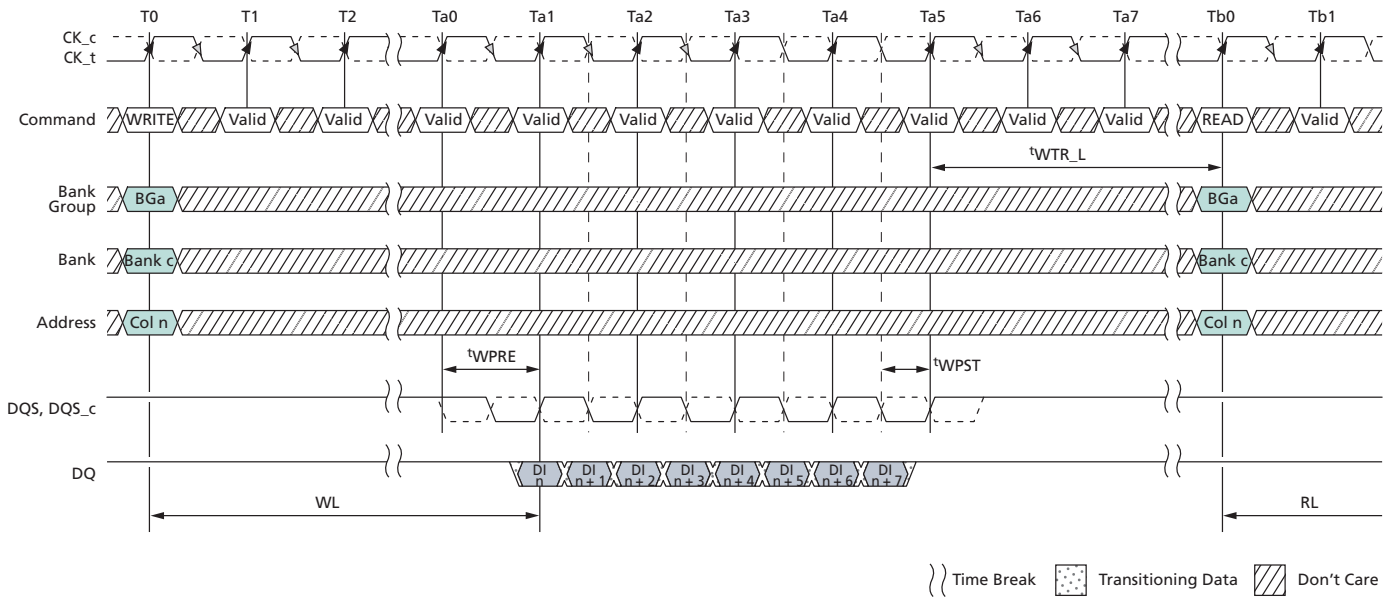 T0 T1 T2 Ta0 Ta1 Ta2 Ta3 Ta4 Ta5 Ta6 Ta7 Tb0 Tb1
CK_c
CK_t
Command WRITE Valid Valid Valid Valid Valid Valid Valid Valid Valid Valid READ Valid
tWTR_L
Bank Group BGa BGa
Bank Bank c Bank c
Address Col n Col n
tWPRE tWPST
DQS, DQS_c
DQ DI n DI n + 1 DI n + 2 DI n + 3 DI n + 4 DI n + 5 DI n + 6 DI n + 7
WL RL
Time Break Transitioning Data Don't Care